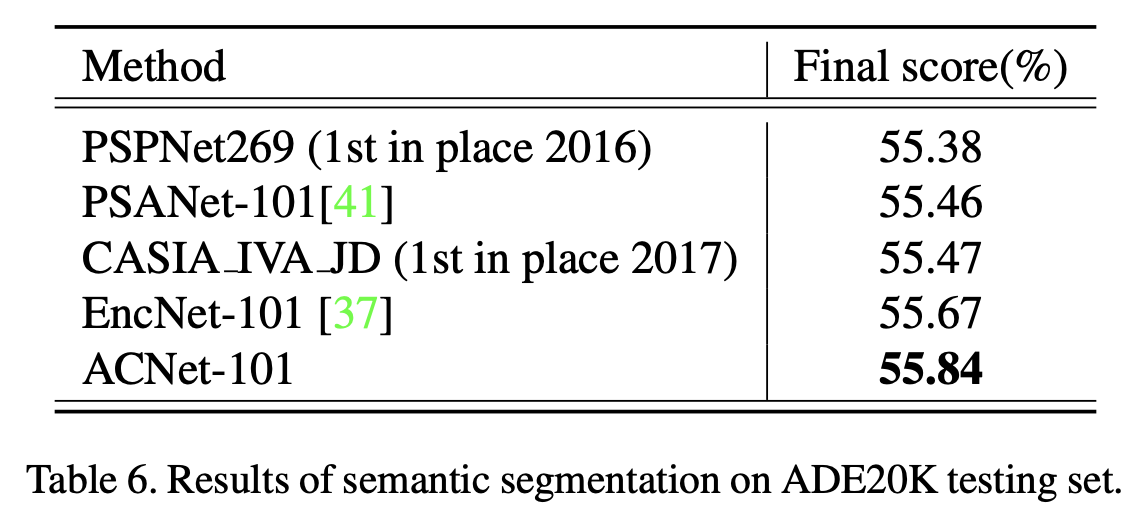 Method Final score(%)
PSPNet269 (1st in place 2016) 55.38
PSANet-101[41] 55.46
CASIA_IVA_JD (1st in place 2017) 55.47
EncNet-101 [37] 55.67
ACNet-101 55.84
Table 6. Results of semantic segmentation on ADE20K testing set.